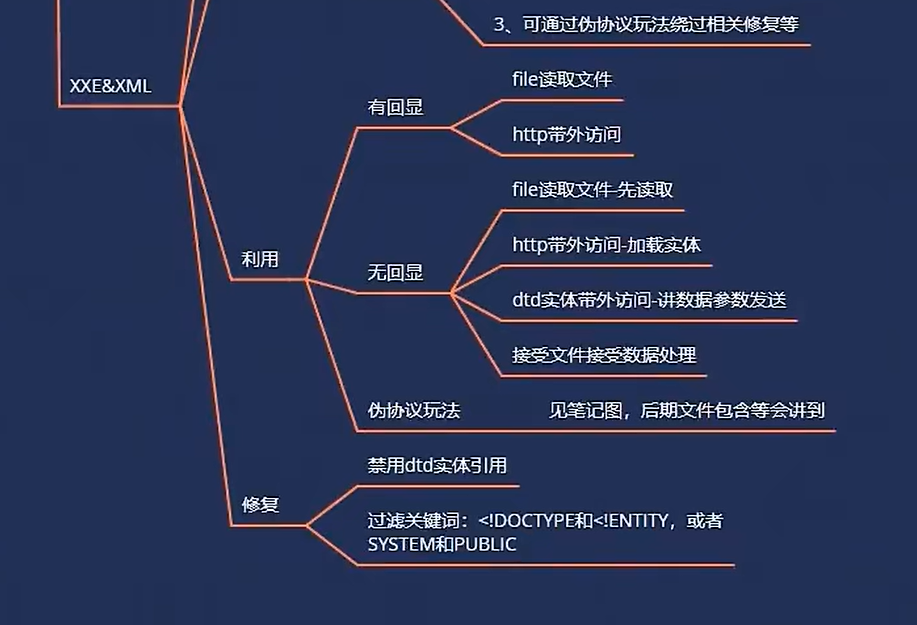 3、可通过伪协议玩法绕过相关修复等
XXE&XML
利用
有回显
file读取文件
http带外访问
无回显
file读取文件-先读取
http带外访问-加载实体
dtd实体带外访问-讲数据参数发送
接受文件接受数据处理
伪协议玩法 见笔记图，后期文件包含等会讲到
修复
禁用dtd实体引用
过滤关键词：<!DOCTYPE和<!ENTITY，或者
SYSTEM和PUBLIC